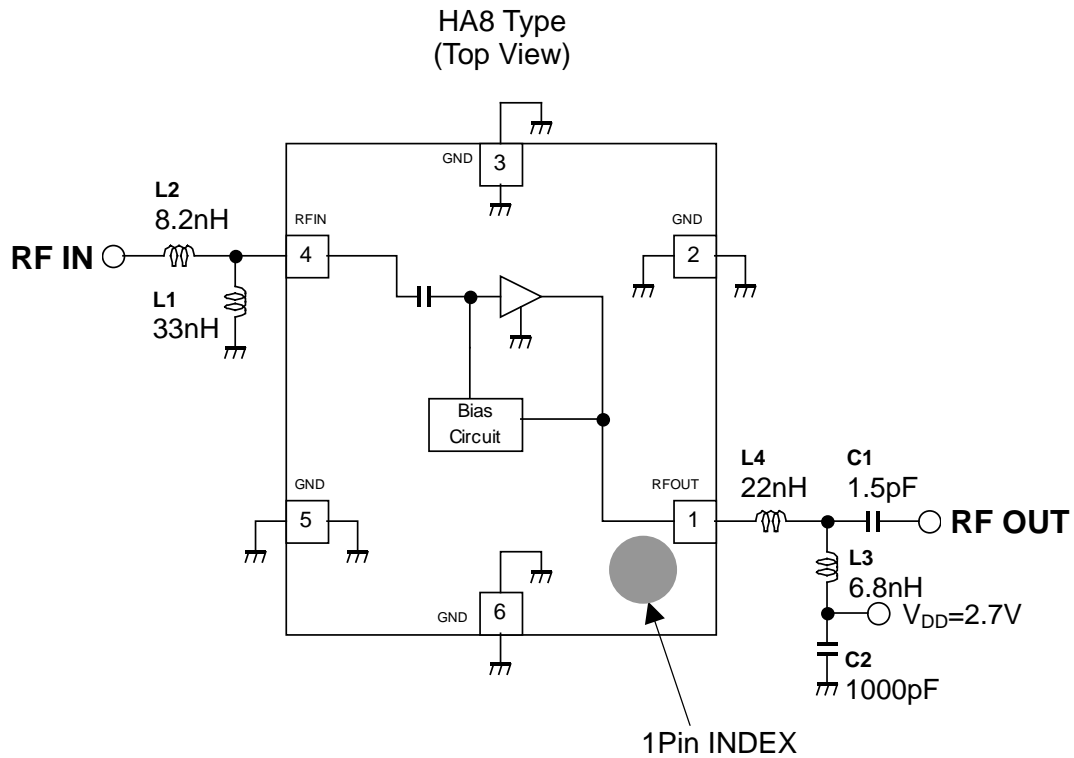 HA8 Type
(Top View)
GND
3
L2
8.2nH
RFIN
GND
RF IN
4
2
L1
33nH
Bias
Circuit
L4
C1
GND
RFOUT
22nH
1.5pF
5
1
RF OUT
L3
6.8nH
GND
6
VDD=2.7V
C2
1000pF
1Pin INDEX